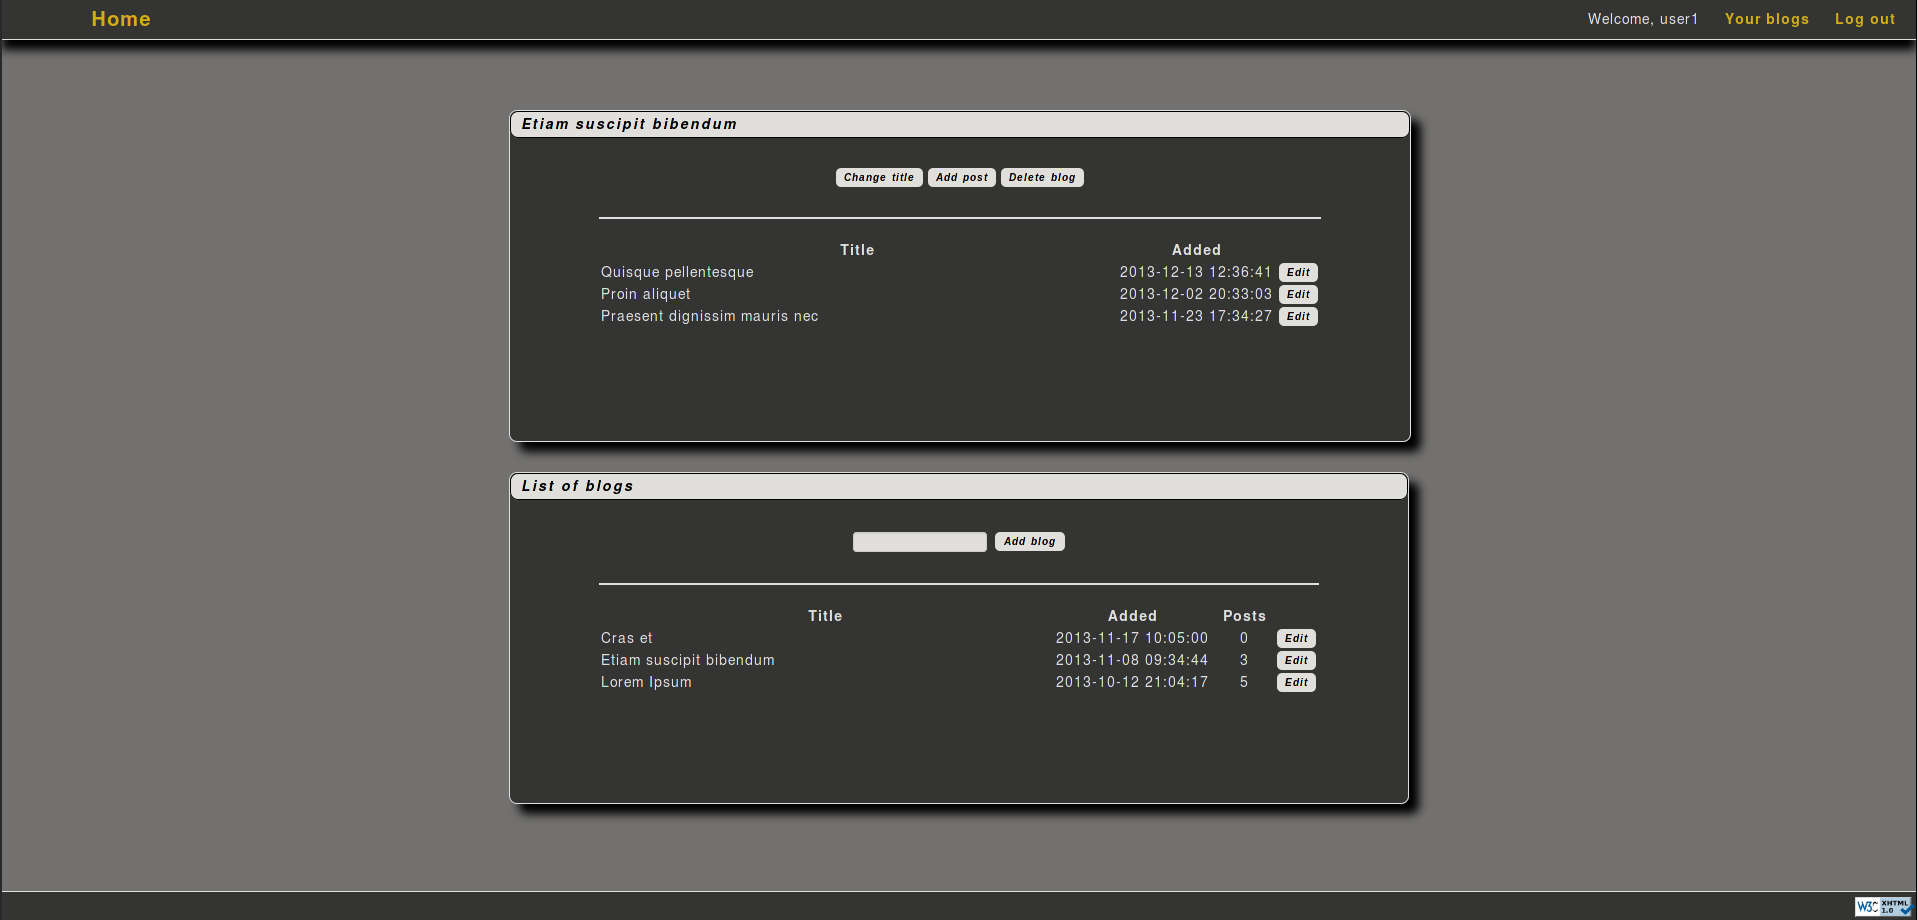 Home Welcome, user1 Your blogs Log out
Etiam suscipit bibendum
Change title Add post Delete blog
Title Added
Quisque pellentesque 2013-12-13 12:36:41 Edit
Proin aliquet 2013-12-02 20:33:03 Edit
Praesent dignissim mauris nec 2013-11-23 17:34:27 Edit
List of blogs
Add blog
Title Added Posts
Cras et 2013-11-17 10:05:00 0 Edit
Etiam suscipit bibendum 2013-11-08 09:34:44 3 Edit
Lorem Ipsum 2013-10-12 21:04:17 5 Edit
W3C XHTML 1.0